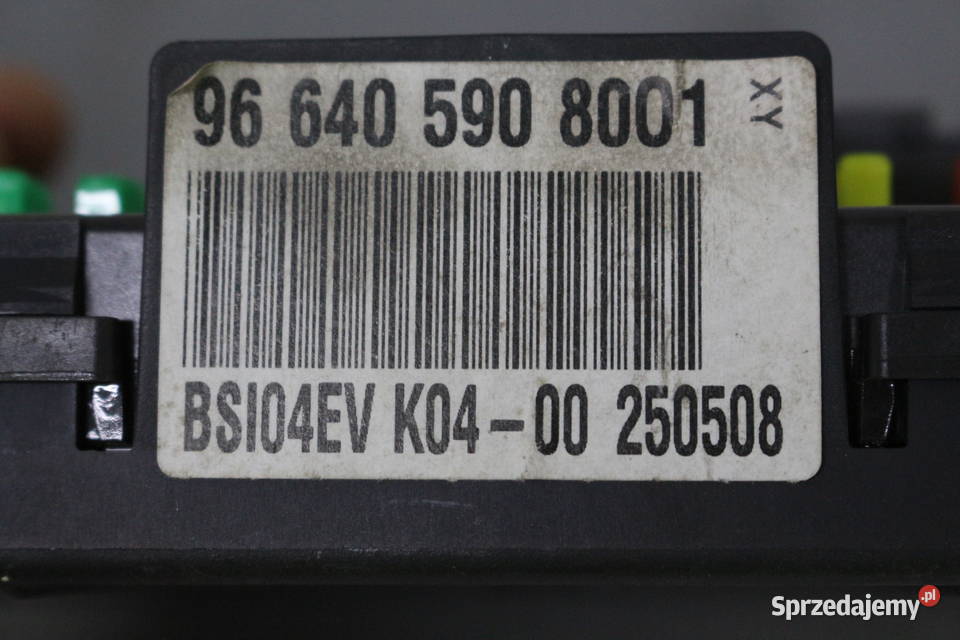 96 640 590 8001
XY
BSI04EV K04-00 250508
Sprzedajemy.pl